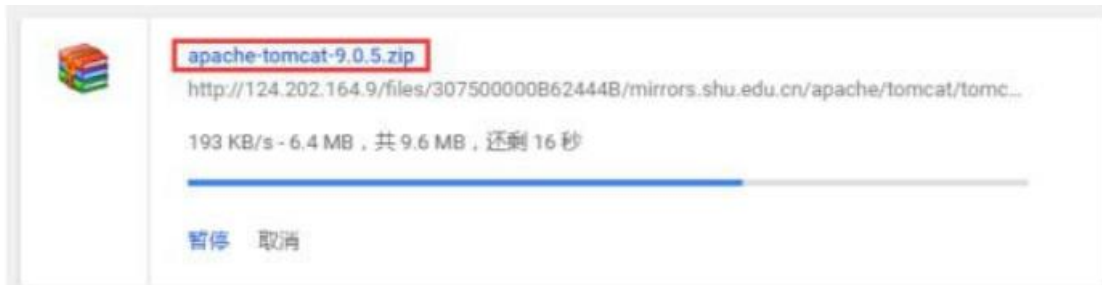 apache-tomcat-9.0.5.zip
http://124.202.164.9/files/307500000B62444B/mirrors.shu.edu.cn/apache/tomcat/tomc...
193 KB/s - 6.4 MB，共 9.6 MB，还剩 16 秒
暂停 取消